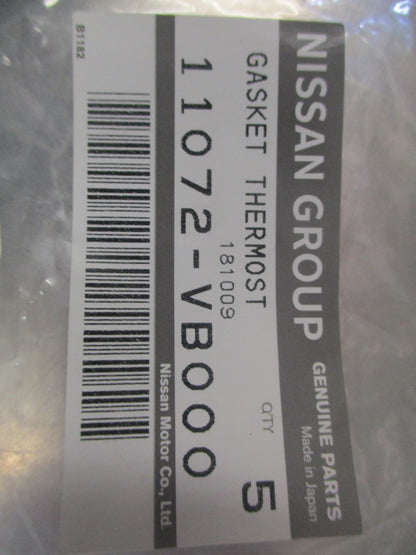 NISSAN GROUP GENUINE PARTS
Made in Japan
GASKET THERMOST QTY 5
181009
11072-VB000
Nissan Motor Co., Ltd.
B1182